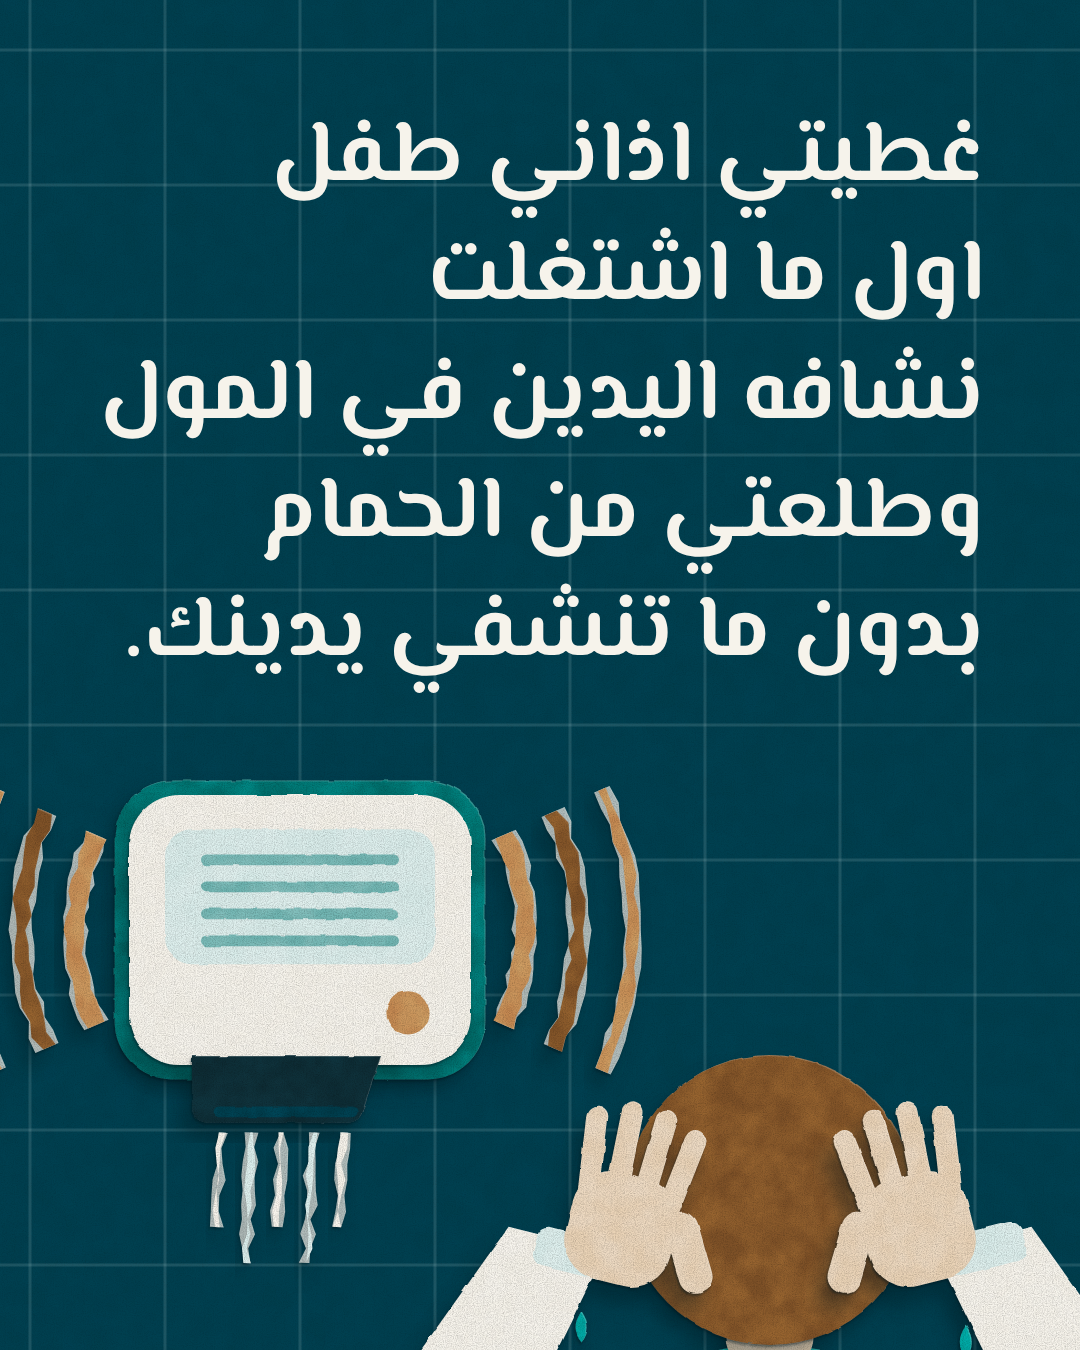 غطيتي اذاني طفل
اول ما اشتغلت
نشافه اليدين في المول
وطلعتي من الحمام
بدون ما تنشفي يدينك.